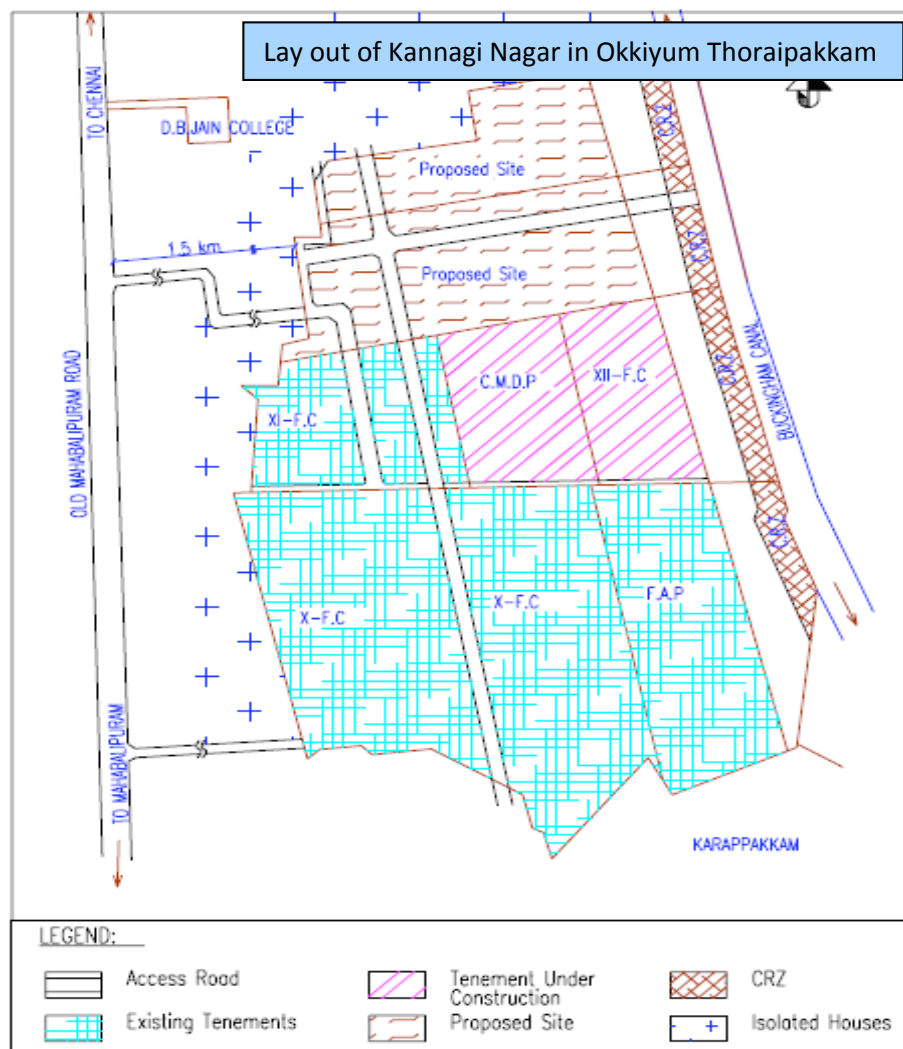 Lay out of Kannagi Nagar in Okkiyum Thoraipakkam
TO CHENNAI
D.B.JAIN COLLEGE
C.R.Z
Proposed Site
1.5 km
C.R.Z
Proposed Site
C.M.D.P
XII-F.C
C.R.Z
BUCKINGHAM CANAL
XI-F.C
OLD MAHABALIPURAM ROAD
C.R.Z
X-F.C
X-F.C
F.A.P
TO MAHABALIPURAM
KARAPPAKKAM
LEGEND:
Access Road
Tenement Under
Construction
CRZ
Existing Tenements
Proposed Site
Isolated Houses